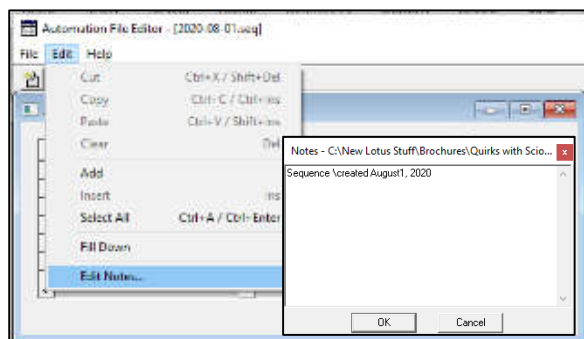 Automation File Editor - [2020-08-01.seq]
File Edit Help
Cut Ctrl+X / Shift+Del
Copy Ctrl+C / Ctrl+Ins
Paste Ctrl+V / Shift+Ins
Clear Del
Add
Insert Ins
Select All Ctrl+A / Ctrl+Enter
Fill Down
Edit Notes...
Notes - C:\New Lotus Stuff\Brochures\Quirks with Scio... x
Sequence \created August1, 2020
OK Cancel